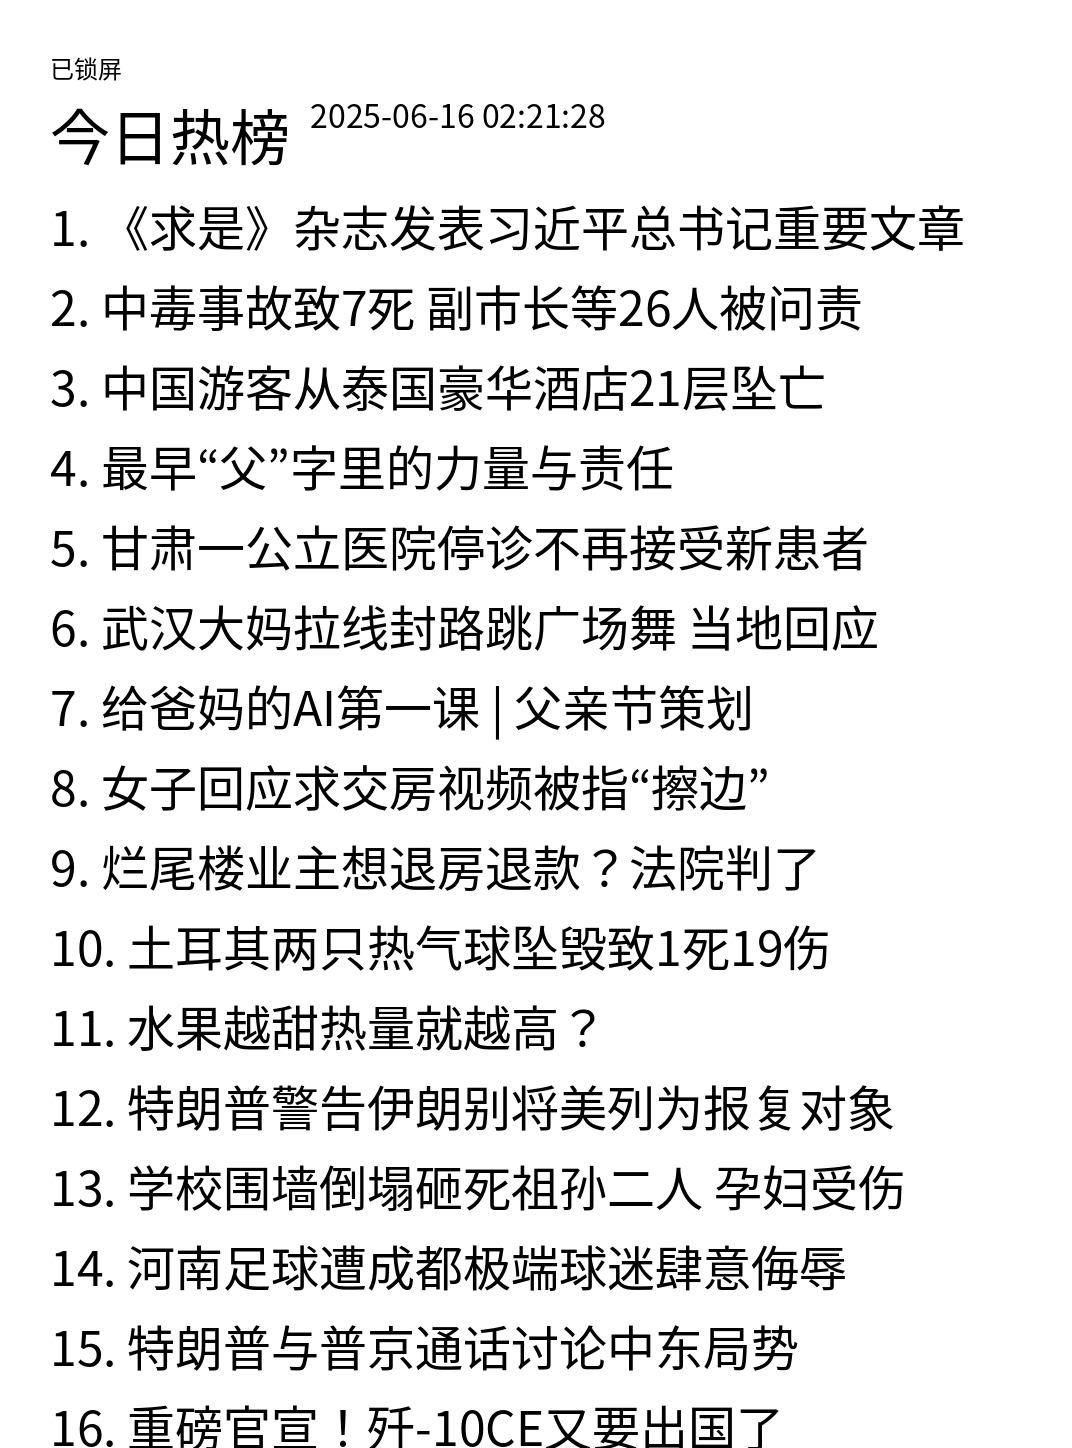 已锁屏
今日热榜 2025-06-16 02:21:28
1. 《求是》杂志发表习近平总书记重要文章
2. 中毒事故致7死 副市长等26人被问责
3. 中国游客从泰国豪华酒店21层坠亡
4. 最早“父”字里的力量与责任
5. 甘肃一公立医院停诊不再接受新患者
6. 武汉大妈拉线封路跳广场舞 当地回应
7. 给爸妈的AI第一课 | 父亲节策划
8. 女子回应求交房视频被指“擦边”
9. 烂尾楼业主想退房退款？法院判了
10. 土耳其两只热气球坠毁致1死19伤
11. 水果越甜热量就越高？
12. 特朗普警告伊朗别将美列为报复对象
13. 学校围墙倒塌砸死祖孙二人 孕妇受伤
14. 河南足球遭成都极端球迷肆意侮辱
15. 特朗普与普京通话讨论中东局势
16. 重磅官宣！歼-10CE又要出国了